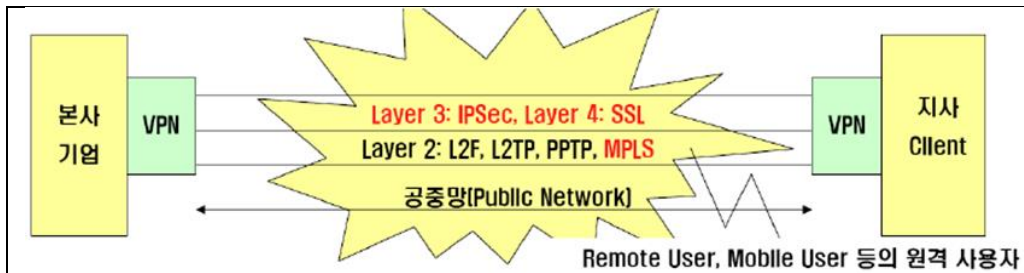 본사
기업
VPN
Layer 3: IPSec, Layer 4: SSL
Layer 2: L2F, L2TP, PPTP, MPLS
공중망(Public Network)
VPN
지사
Client
Remote User, Mobile User 등의 원격 사용자